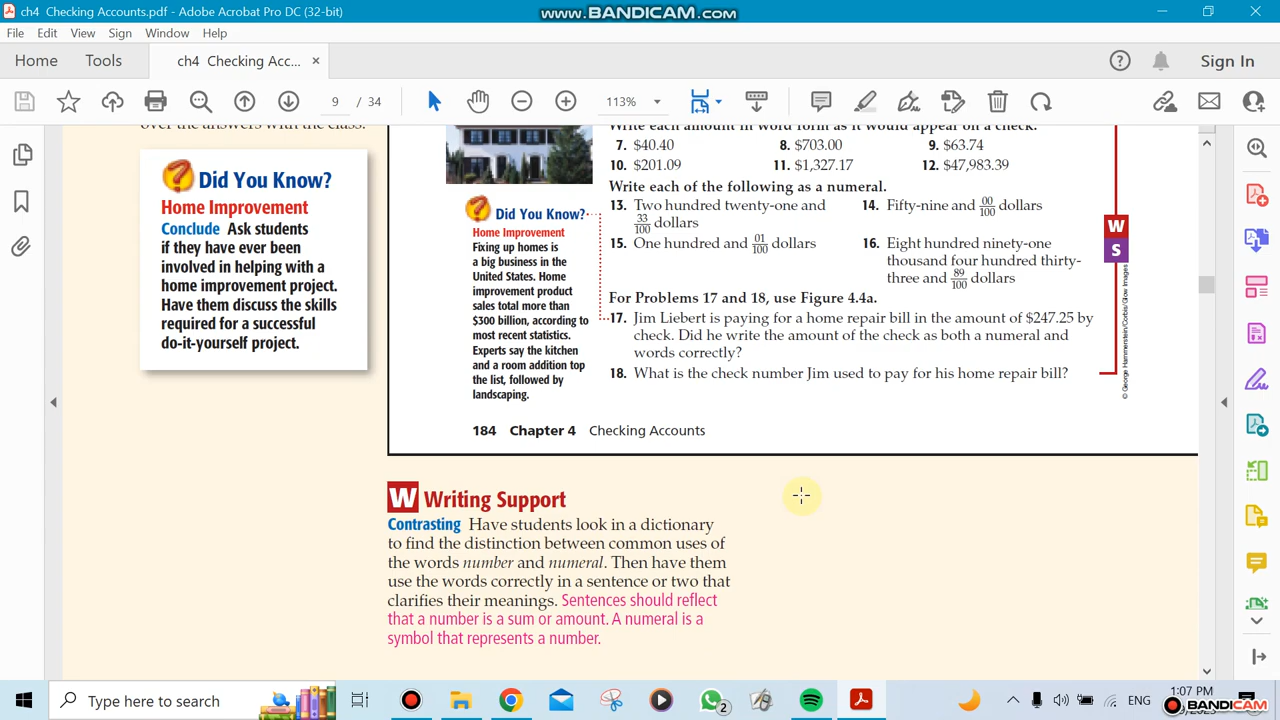 ch4 Checking Accounts.pdf - Adobe Acrobat Pro DC (32-bit)
www.BANDICAM.com
File Edit View Sign Window Help
Home Tools ch4 Checking Acc... × Sign In
9 / 34 113%
over the answers with the class.
Did You Know?
Home Improvement
Conclude Ask students
if they have ever been
involved in helping with a
home improvement project.
Have them discuss the skills
required for a successful
do-it-yourself project.
Write each amount in word form as it would appear on a check.
7. $40.40 8. $703.00 9. $63.74
10. $201.09 11. $1,327.17 12. $47,983.39
Write each of the following as a numeral.
13. Two hundred twenty-one and
33/100 dollars
14. Fifty-nine and 00/100 dollars
15. One hundred and 01/100 dollars
16. Eight hundred ninety-one
thousand four hundred thirty-
three and 89/100 dollars
For Problems 17 and 18, use Figure 4.4a.
17. Jim Liebert is paying for a home repair bill in the amount of $247.25 by
check. Did he write the amount of the check as both a numeral and
words correctly?
18. What is the check number Jim used to pay for his home repair bill?
Did You Know?
Home Improvement
Fixing up homes is
a big business in the
United States. Home
improvement product
sales total more than
$300 billion, according to
most recent statistics.
Experts say the kitchen
and a room addition top
the list, followed by
landscaping.
W
S
© George Hammerstein/Corbis/Glow Images
184 Chapter 4 Checking Accounts
W Writing Support
Contrasting Have students look in a dictionary
to find the distinction between common uses of
the words number and numeral. Then have them
use the words correctly in a sentence or two that
clarifies their meanings. Sentences should reflect
that a number is a sum or amount. A numeral is a
symbol that represents a number.
Type here to search
2
ENG
1:07 PM
BANDICAM